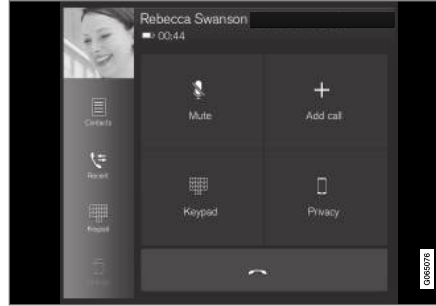 Rebecca Swanson
00:44
Contacts
Recent
Keypad
Mute
Add call
Keypad
Privacy
G065076